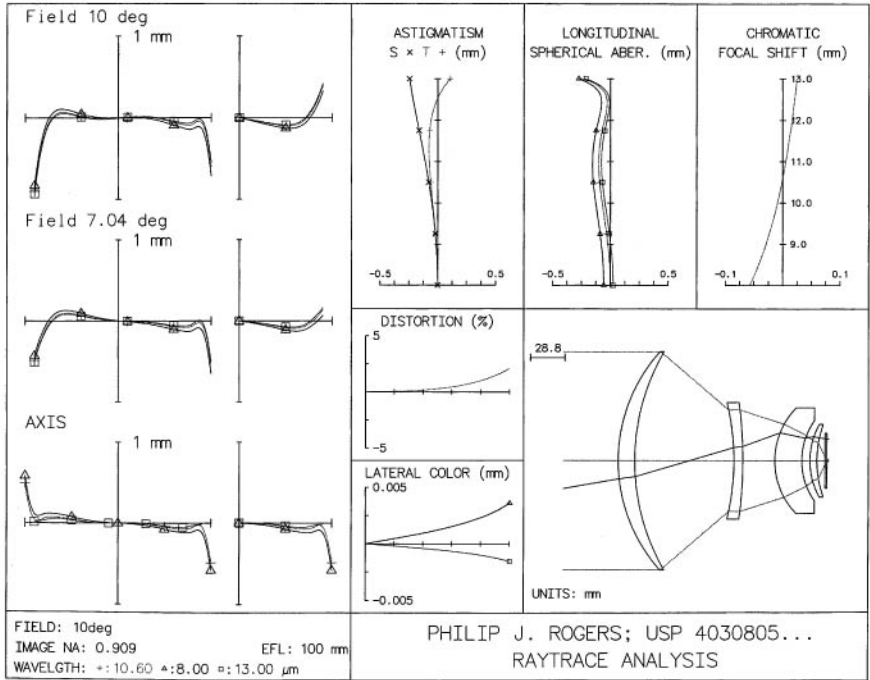 Field 10 deg
1 mm
Field 7.04 deg
1 mm
AXIS
1 mm
ASTIGMATISM
S × T + (mm)
-0.5
0.5
LONGITUDINAL
SPHERICAL ABER. (mm)
-0.5
0.5
CHROMATIC
FOCAL SHIFT (mm)
13.0
12.0
11.0
10.0
9.0
-0.1
0.1
DISTORTION (%)
5
-5
LATERAL COLOR (mm)
0.005
-0.005
28.8
UNITS: mm
FIELD: 10deg
IMAGE NA: 0.909 EFL: 100 mm
WAVELGTH: +:10.60 ▵:8.00 ▫:13.00 µm
PHILIP J. ROGERS; USP 4030805...
RAYTRACE ANALYSIS